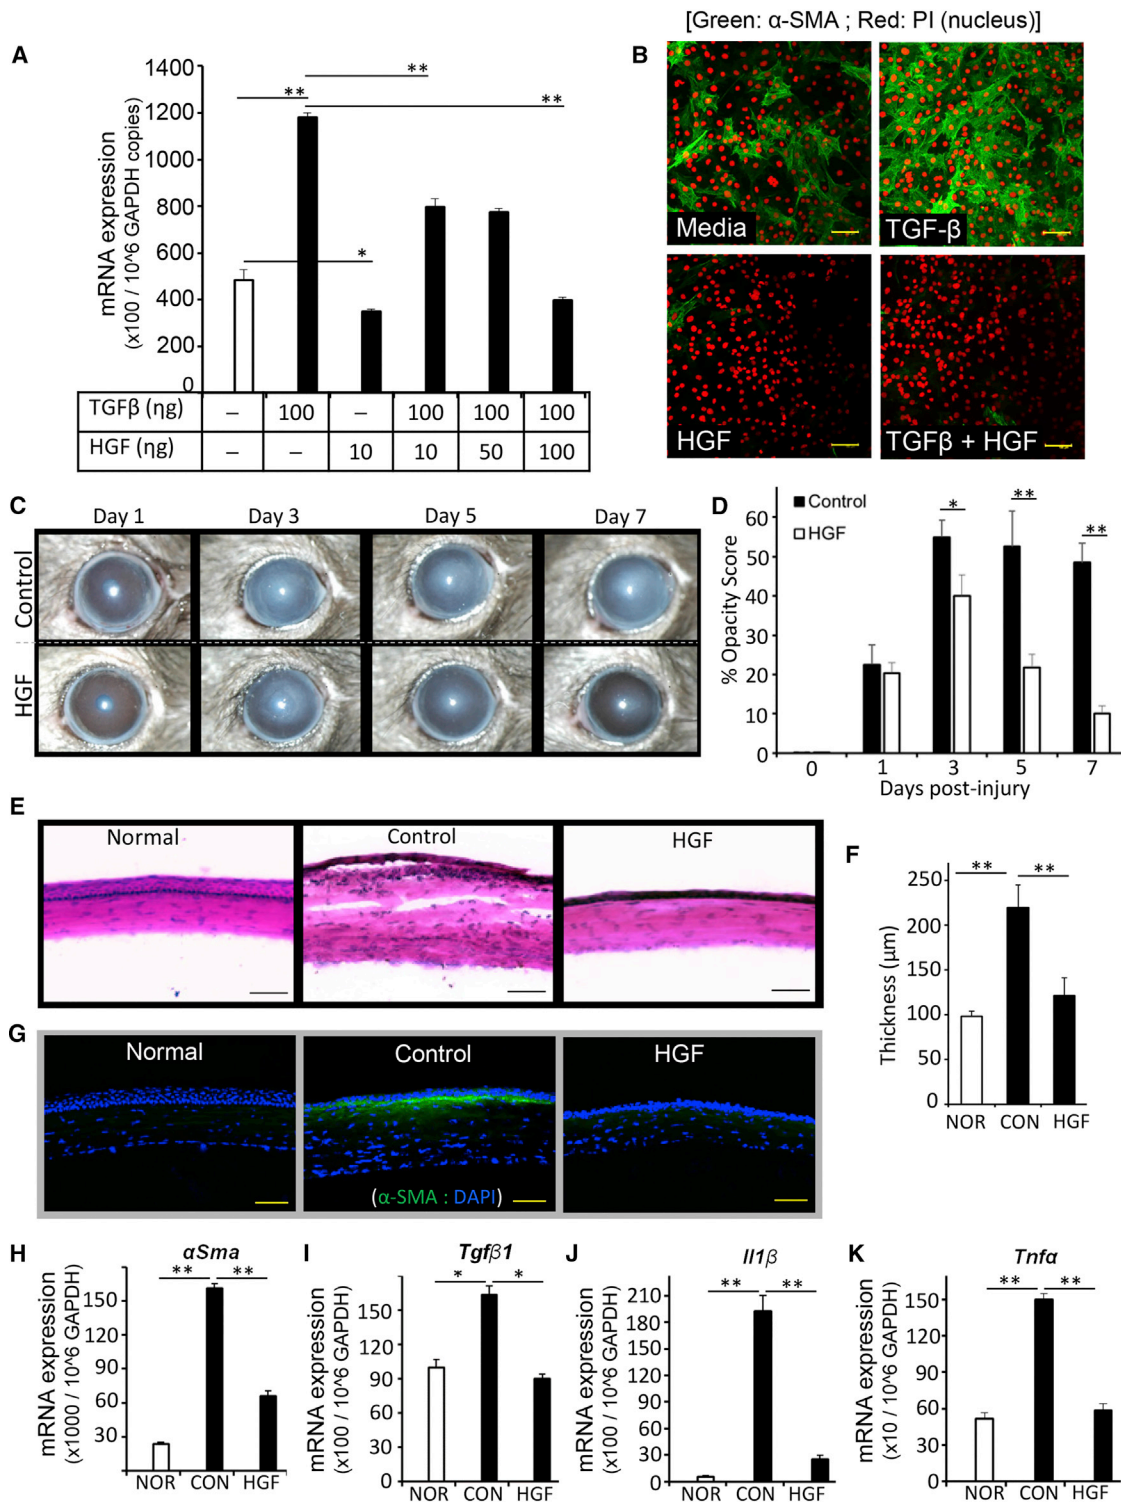 [Green: α-SMA ; Red: PI (nucleus)]
A
mRNA expression
(x100 / 10^6 GAPDH copies)
1400
1200
1000
800
600
400
200
0
**
**
**
*
TGFβ (ηg) – 100 – 100 100 100
HGF (ηg) – – 10 10 50 100
B
Media
TGF-β
HGF
TGFβ + HGF
C
Day 1 Day 3 Day 5 Day 7
Control
HGF
D
% Opacity Score
60
50
40
30
20
10
0
Control
HGF
*
**
**
0 1 3 5 7
Days post-injury
E
Normal
Control
HGF
F
Thickness (µm)
250
200
150
100
50
0
** **
NOR CON HGF
G
Normal
Control
HGF
(α-SMA : DAPI)
H
αSma
mRNA expression
(x1000 / 10^6 GAPDH)
150
120
90
60
30
** **
NOR CON HGF
I
Tgfβ1
mRNA expression
(x100 / 10^6 GAPDH)
150
120
90
60
30
0
* *
NOR CON HGF
J
Il1β
mRNA expression
(x100 / 10^6 GAPDH)
210
180
150
120
90
60
30
0
** **
NOR CON HGF
K
Tnfα
mRNA expression
(x10 / 10^6 GAPDH)
150
120
90
60
30
0
** **
NOR CON HGF